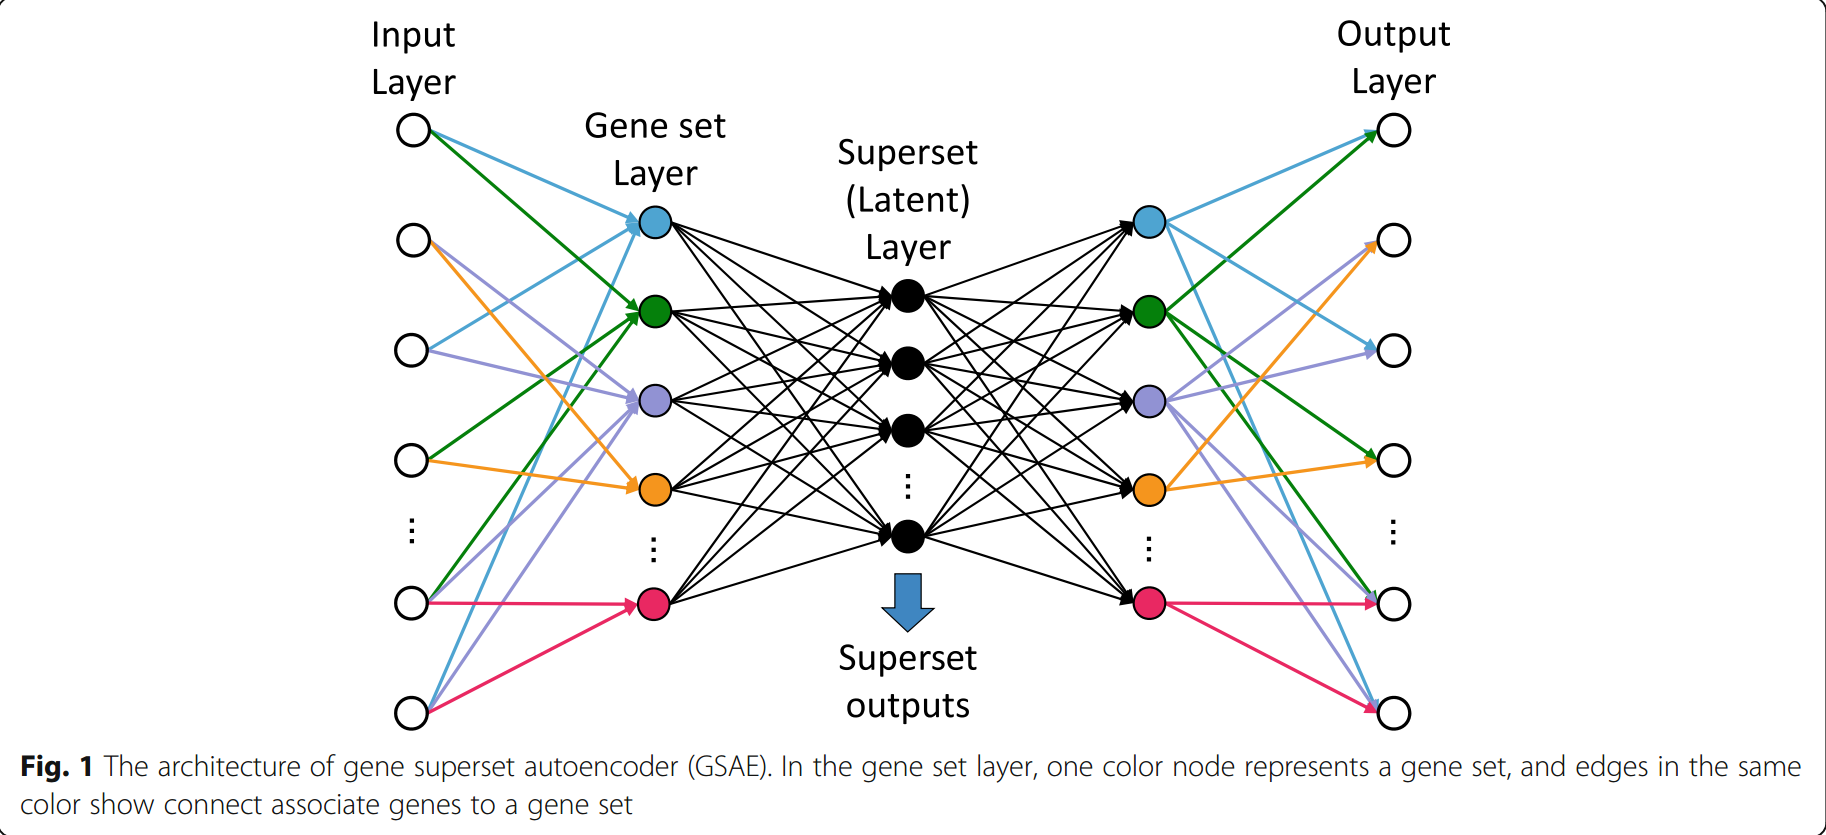 Input
Layer
Output
Layer
Gene set
Layer
Superset
(Latent)
Layer
⋮
⋮
⋮
⋮
⋮
Superset
outputs
Fig. 1 The architecture of gene superset autoencoder (GSAE). In the gene set layer, one color node represents a gene set, and edges in the same
color show connect associate genes to a gene set